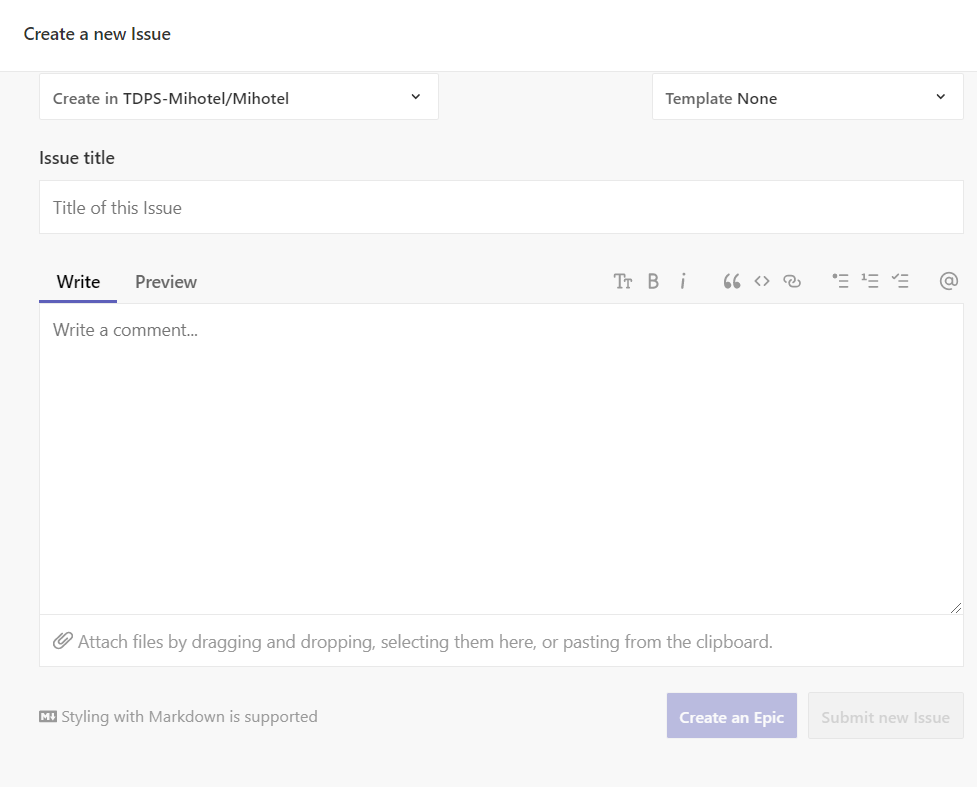 Create a new Issue
Create in TDPS-Mihotel/Mihotel
Template None
Issue title
Title of this Issue
Write Preview
Write a comment...
Attach files by dragging and dropping, selecting them here, or pasting from the clipboard.
Styling with Markdown is supported
Create an Epic
Submit new Issue